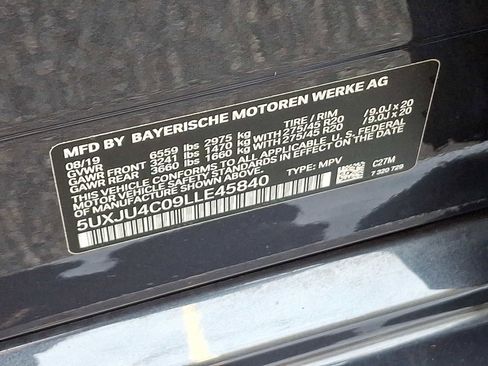 MFD BY BAYERISCHE MOTOREN WERKE AG
08/19 TIRE / RIM
GVWR 6559 lbs 2975 kg
GAWR FRONT 3241 lbs 1470 kg WITH 275/45 R20 / 9.0J x 20
GAWR REAR 3660 lbs 1660 kg WITH 275/45 R20 / 9.0J x 20
THIS VEHICLE CONFORMS TO ALL APPLICABLE U. S. FEDERAL
MOTOR VEHICLE SAFETY STANDARDS IN EFFECT ON THE DATE
OF MANUFACTURE SHOWN ABOVE.
5UXJU4C09LLE45840 TYPE: MPV C27M
7 320 729